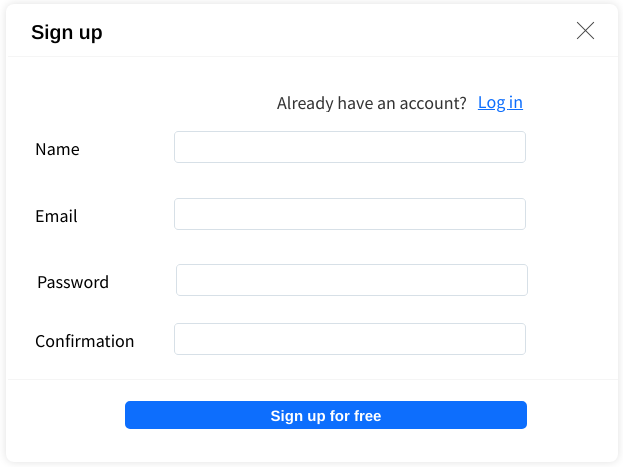 Sign up
Already have an account? Log in
Name
Email
Password
Confirmation
Sign up for free